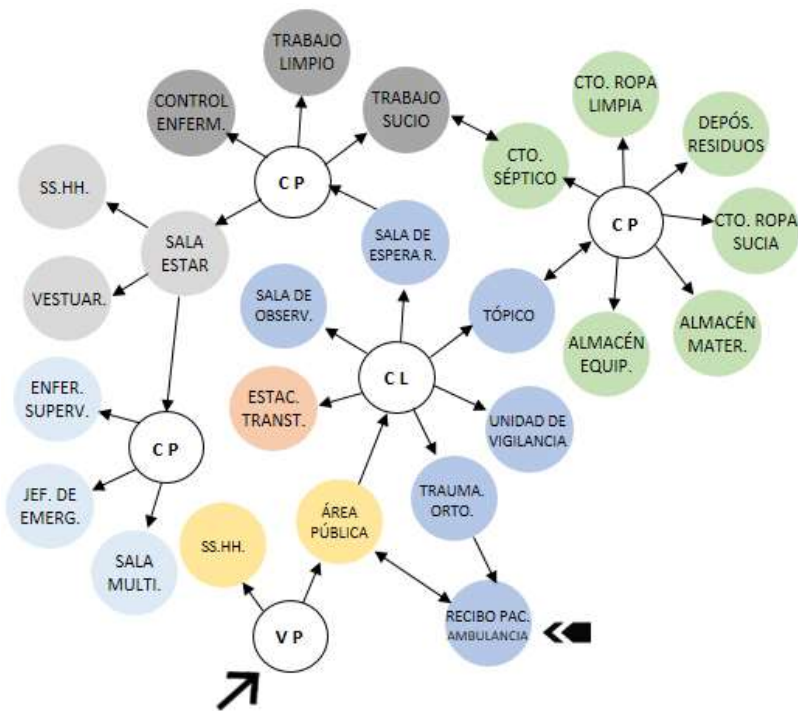 TRABAJO
LIMPIO
CONTROL
ENFERM.
TRABAJO
SUCIO
CTO. ROPA
LIMPIA
DEPÓS.
RESIDUOS
CTO.
SÉPTICO
C P
SS.HH.
SALA
ESTAR
SALA DE
ESPERA R.
C P
CTO. ROPA
SUCIA
VESTUAR.
SALA DE
OBSERV.
TÓPICO
ALMACÉN
EQUIP.
ALMACÉN
MATER.
C L
ENFER.
SUPERV.
ESTAC.
TRANST.
UNIDAD DE
VIGILANCIA
C P
JEF. DE
EMERG.
SALA
MULTI.
SS.HH.
ÁREA
PÚBLICA
TRAUMA.
ORTO.
V P
RECIBO PAC.
AMBULANCIA